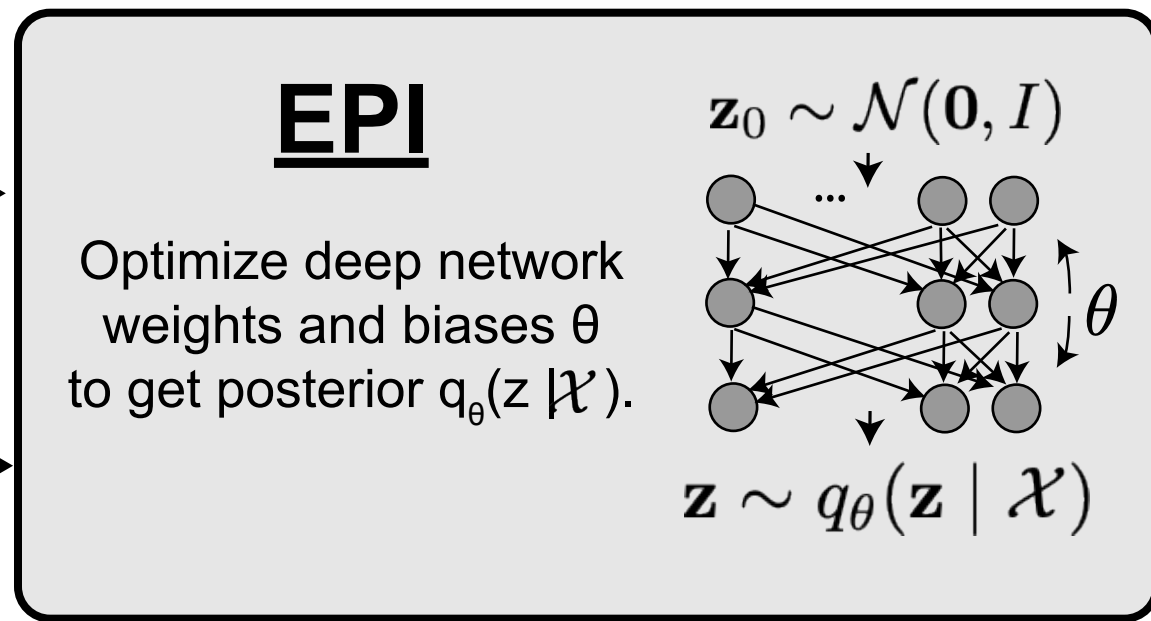 EPI
Optimize deep network
weights and biases θ
to get posterior q_θ(z |𝒳).
𝐳₀ ∼ 𝒩(𝟎, I)
...
θ
𝐳 ∼ q_θ(𝐳 | 𝒳)